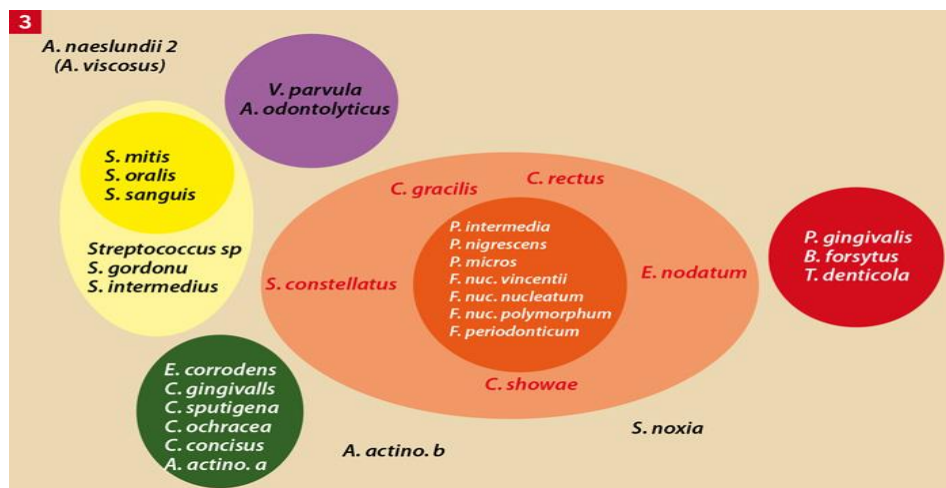 3
A. naeslundii 2
(A. viscosus)
V. parvula
A. odontolyticus
S. mitis
S. oralis
S. sanguis
Streptococcus sp
S. gordonu
S. intermedius
C. gracilis
C. rectus
S. constellatus
P. intermedia
P. nigrescens
P. micros
F. nuc. vincentii
F. nuc. nucleatum
F. nuc. polymorphum
F. periodonticum
E. nodatum
C. showae
P. gingivalis
B. forsytus
T. denticola
E. corrodens
C. gingivalls
C. sputigena
C. ochracea
C. concisus
A. actino. a
A. actino. b
S. noxia